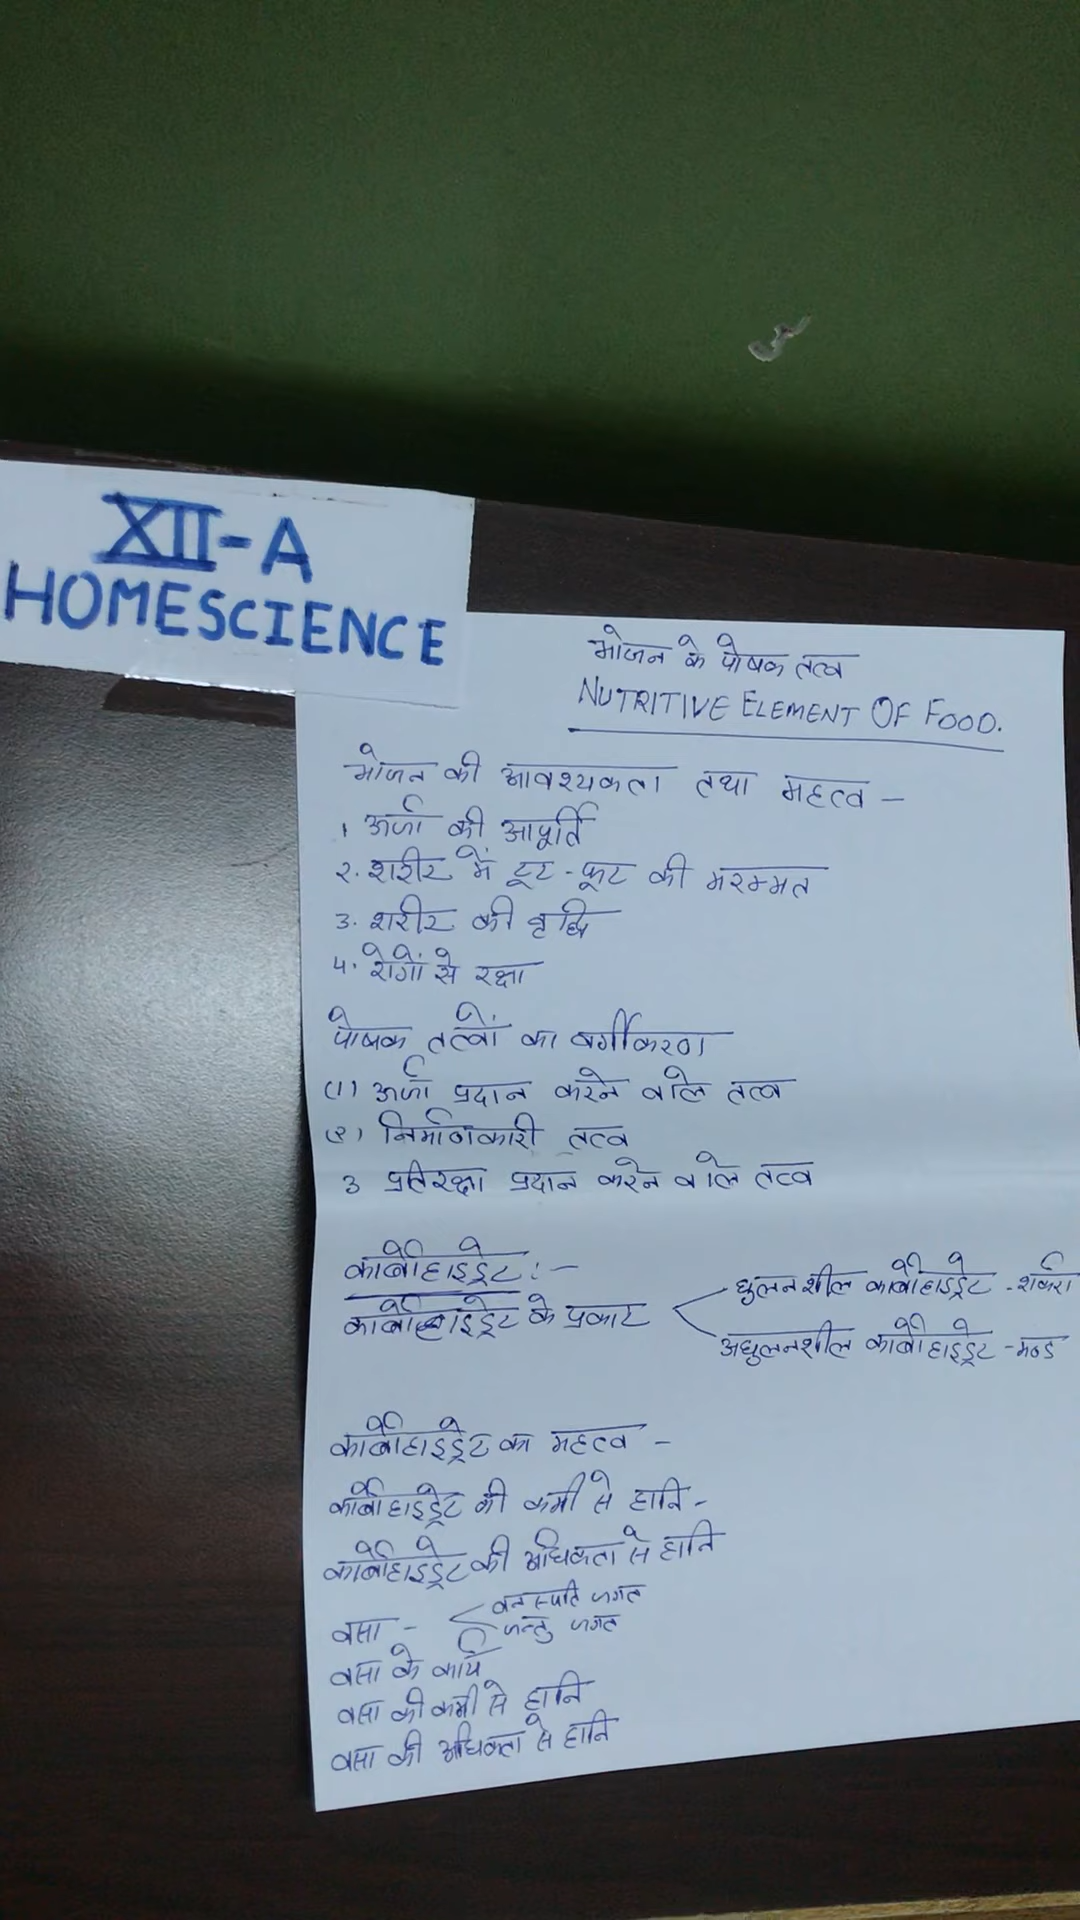 XII-A
HOMESCIENCE
भोजन के पोषक तत्व
NUTRITIVE ELEMENT OF FOOD.
भोजन की आवश्यकता तथा महत्व -
1 ऊर्जा की आपूर्ति
२. शरीर में टूट-फूट की मरम्मत
3. शरीर की वृद्धि
4. रोगों से रक्षा
पोषक तत्वों का वर्गीकरण
(1) ऊर्जा प्रदान करने वाले तत्व
(२) निर्माणकारी तत्व
3 प्रतिरक्षा प्रदान करने वाले तत्व
कार्बोहाइड्रेट :-
कार्बोहाइड्रेट के प्रकार
घुलनशील कार्बोहाइड्रेट - शर्करा
अघुलनशील कार्बोहाइड्रेट - मण्ड
कार्बोहाइड्रेट का महत्व -
कार्बोहाइड्रेट की कमी से हानि -
कार्बोहाइड्रेट की अधिकता से हानि
वसा - वनस्पति जगत
जन्तु जगत
वसा के कार्य
वसा की कमी से हानि
वसा की अधिकता से हानि